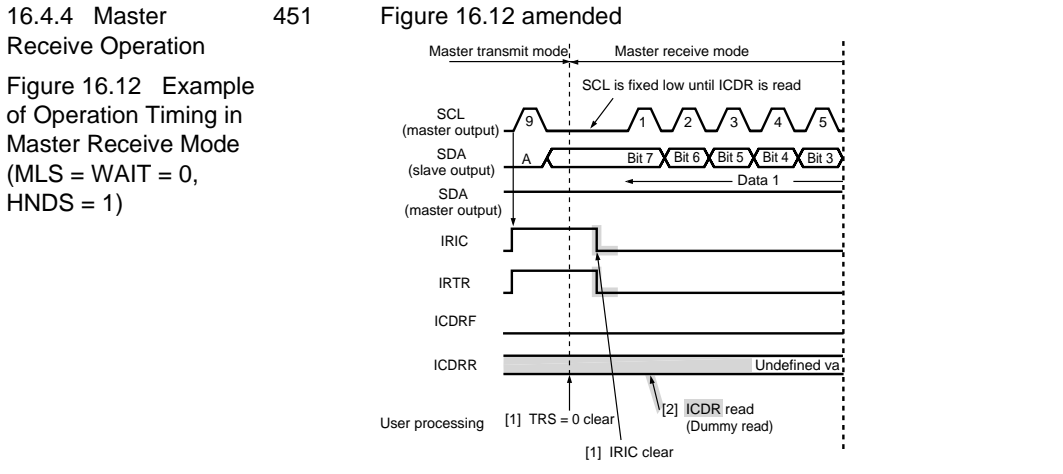 16.4.4 Master
Receive Operation
451
Figure 16.12 Example
of Operation Timing in
Master Receive Mode
(MLS = WAIT = 0,
HNDS = 1)
Figure 16.12 amended
Master transmit mode
Master receive mode
SCL is fixed low until ICDR is read
SCL
(master output)
9
1
2
3
4
5
SDA
(slave output)
A
Bit 7
Bit 6
Bit 5
Bit 4
Bit 3
Data 1
SDA
(master output)
IRIC
IRTR
ICDRF
ICDRR
Undefined va
User processing
[1] TRS = 0 clear
[2] ICDR read
(Dummy read)
[1] IRIC clear